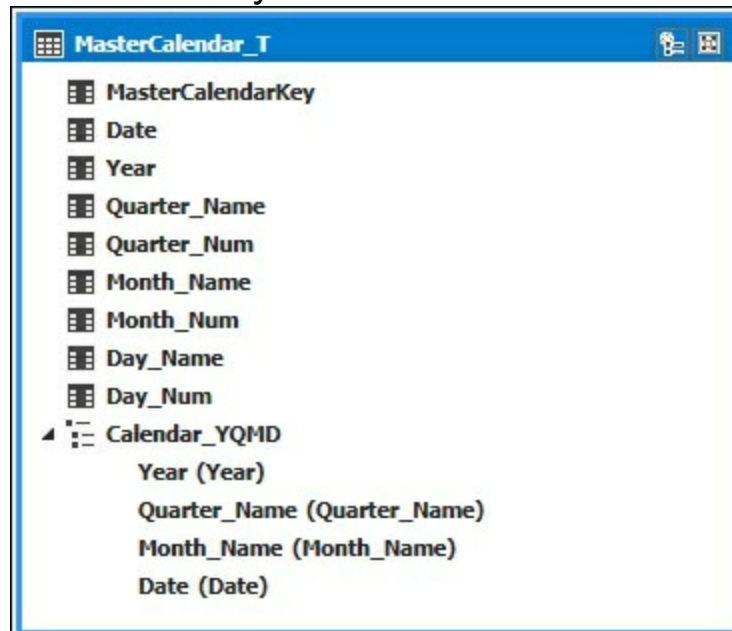 MasterCalendar_T
MasterCalendarKey
Date
Year
Quarter_Name
Quarter_Num
Month_Name
Month_Num
Day_Name
Day_Num
Calendar_YQMD
Year (Year)
Quarter_Name (Quarter_Name)
Month_Name (Month_Name)
Date (Date)